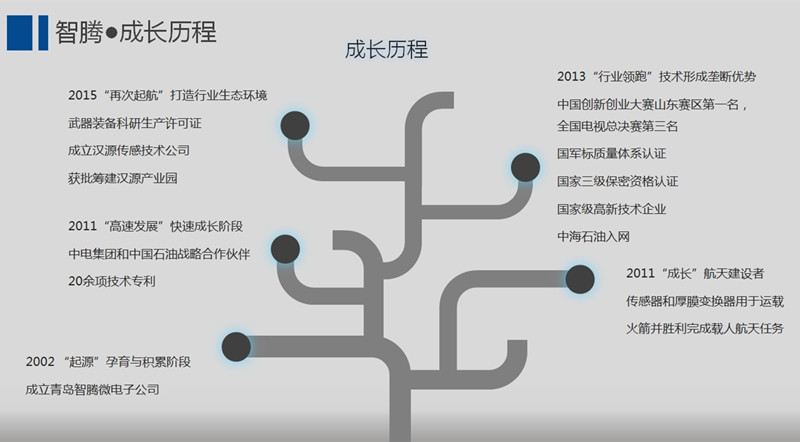 智腾●成长历程
成长历程
2015 “再次起航” 打造行业生态环境
武器装备科研生产许可证
成立汉源传感技术公司
获批筹建汉源产业园
2011 “高速发展” 快速成长阶段
中电集团和中国石油战略合作伙伴
20余项技术专利
2002 “起源” 孕育与积累阶段
成立青岛智腾微电子公司
2013 “行业领跑” 技术形成垄断优势
中国创新创业大赛山东赛区第一名，
全国电视总决赛第三名
国军标质量体系认证
国家三级保密资格认证
国家级高新技术企业
中海石油入网
2011 “成长” 航天建设者
传感器和厚膜变换器用于运载
火箭并胜利完成载人航天任务